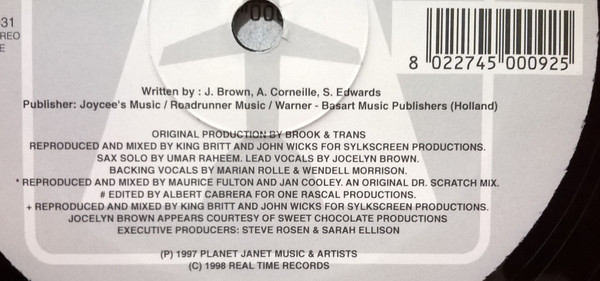 00
31
REO
E
8 022745 000925
Written by : J. Brown, A. Corneille, S. Edwards
Publisher: Joycee's Music / Roadrunner Music / Warner - Basart Music Publishers (Holland)
ORIGINAL PRODUCTION BY BROOK & TRANS
REPRODUCED AND MIXED BY KING BRITT AND JOHN WICKS FOR SYLKSCREEN PRODUCTIONS.
SAX SOLO BY UMAR RAHEEM. LEAD VOCALS BY JOCELYN BROWN.
BACKING VOCALS BY MARIAN ROLLE & WENDELL MORRISON.
* REPRODUCED AND MIXED BY MAURICE FULTON AND JAN COOLEY. AN ORIGINAL DR. SCRATCH MIX.
# EDITED BY ALBERT CABRERA FOR ONE RASCAL PRODUCTIONS.
+ REPRODUCED AND MIXED BY KING BRITT AND JOHN WICKS FOR SYLKSCREEN PRODUCTIONS.
JOCELYN BROWN APPEARS COURTESY OF SWEET CHOCOLATE PRODUCTIONS
EXECUTIVE PRODUCERS: STEVE ROSEN & SARAH ELLISON
(P) 1997 PLANET JANET MUSIC & ARTISTS
(C) 1998 REAL TIME RECORDS